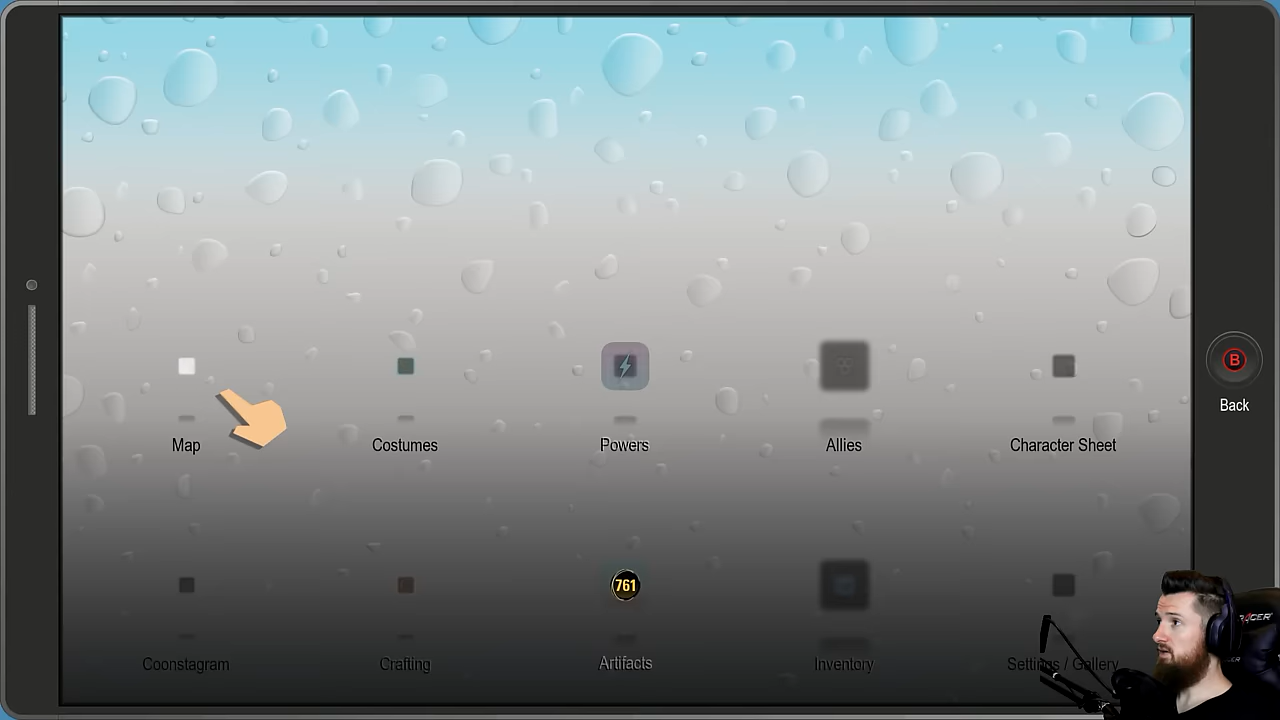 B
Back
Map
Costumes
Powers
Allies
Character Sheet
761
Coonstagram
Crafting
Artifacts
Inventory
Settings / Gallery